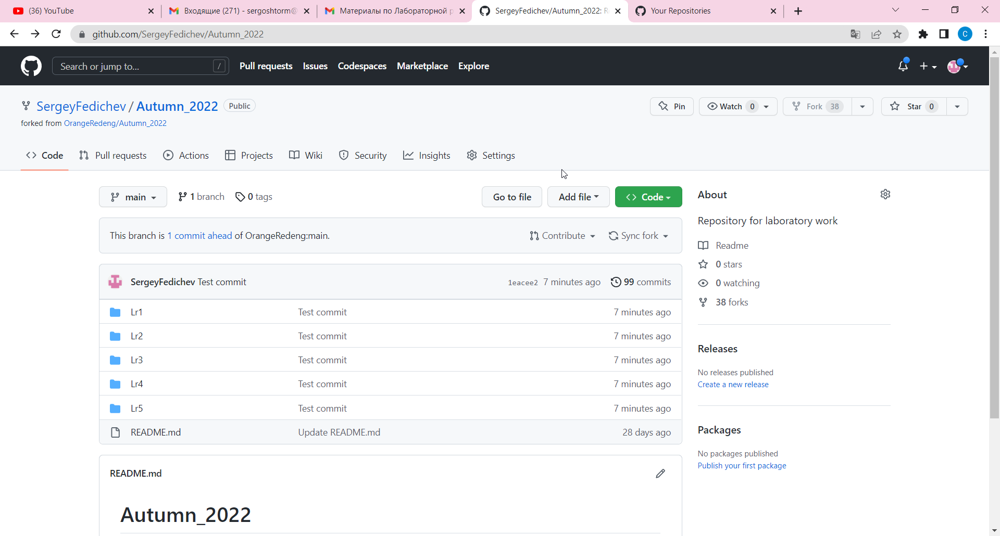 (36) YouTube
Входящие (271) - sergoshtorm@
Материалы по Лабораторной р
SergeyFedichev/Autumn_2022: R
Your Repositories
github.com/SergeyFedichev/Autumn_2022
C
Search or jump to...
/
Pull requests
Issues
Codespaces
Marketplace
Explore
SergeyFedichev / Autumn_2022
Public
Pin
Watch 0
Fork 38
Star 0
forked from OrangeRedeng/Autumn_2022
Code
Pull requests
Actions
Projects
Wiki
Security
Insights
Settings
main
1 branch
0 tags
Go to file
Add file
Code
About
Repository for laboratory work
This branch is 1 commit ahead of OrangeRedeng:main.
Contribute
Sync fork
Readme
0 stars
0 watching
38 forks
SergeyFedichev Test commit
1eacee2 7 minutes ago
99 commits
Lr1 Test commit 7 minutes ago
Lr2 Test commit 7 minutes ago
Lr3 Test commit 7 minutes ago
Lr4 Test commit 7 minutes ago
Lr5 Test commit 7 minutes ago
README.md Update README.md 28 days ago
Releases
No releases published
Create a new release
Packages
No packages published
Publish your first package
README.md
Autumn_2022